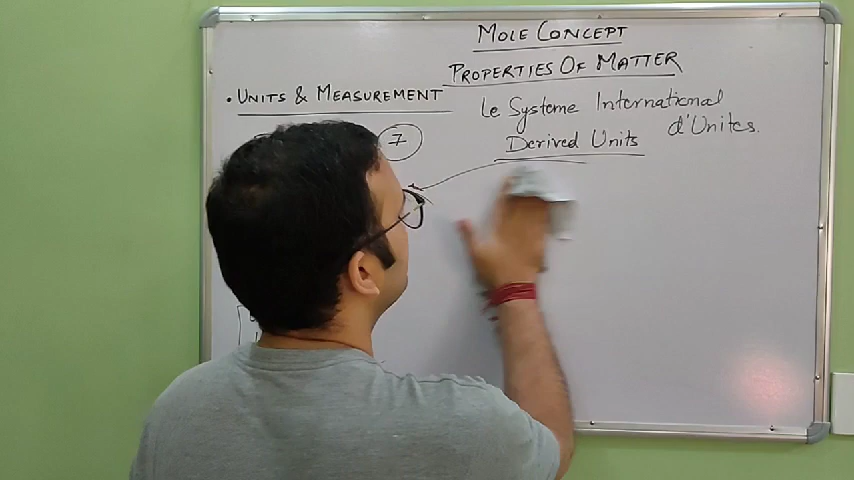 MOLE CONCEPT
PROPERTIES OF MATTER
• UNITS & MEASUREMENT
Le Systeme International
d'Unites.
7
Derived Units